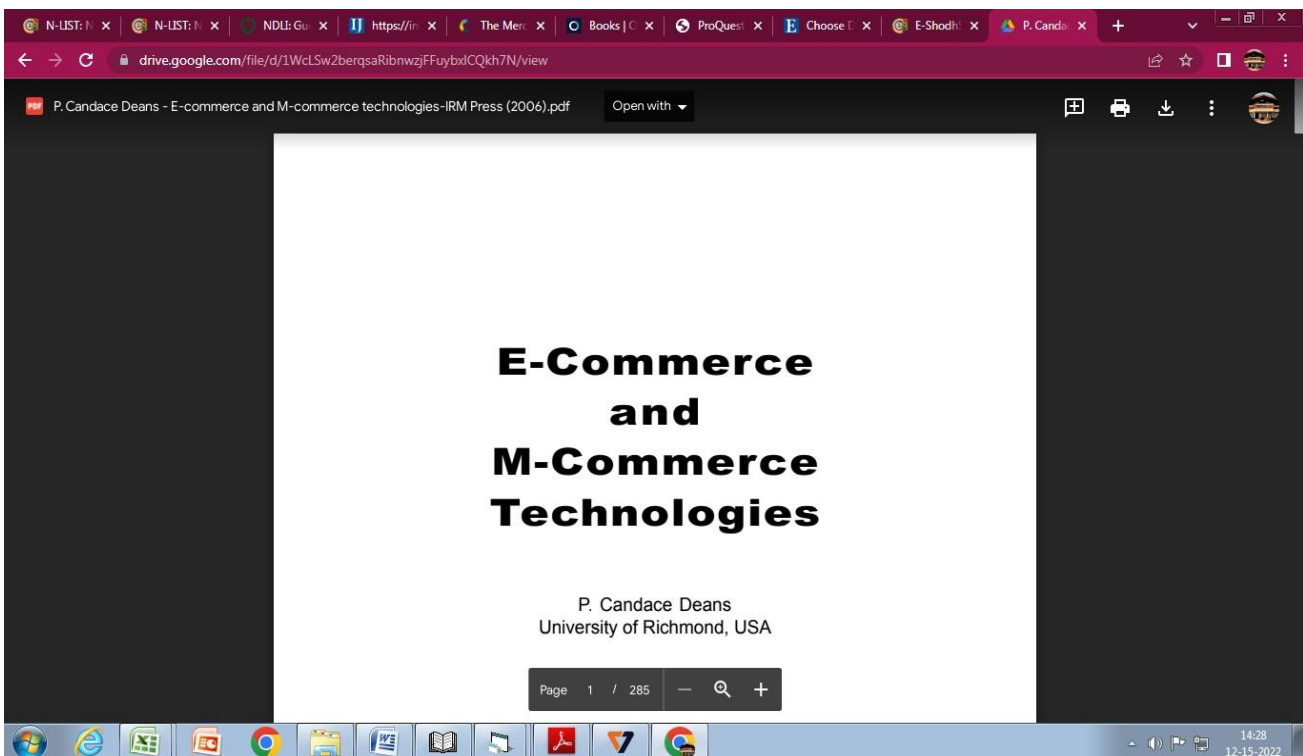 N-LIST: N
N-LIST: N
NDLI: Gu
https://in
The Merc
Books | O
ProQuest
Choose D
E-ShodhS
P. Candac
drive.google.com/file/d/1WcLSw2berqsaRibnwzjFFuybxlCQkh7N/view
P. Candace Deans - E-commerce and M-commerce technologies-IRM Press (2006).pdf
Open with
E-Commerce
and
M-Commerce
Technologies
P. Candace Deans
University of Richmond, USA
Page 1 / 285
14:28
12-15-2022